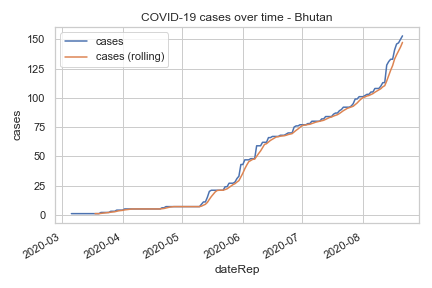 COVID-19 cases over time - Bhutan
cases
cases (rolling)
150
125
100
75
50
25
0
cases
2020-03
2020-04
2020-05
2020-06
2020-07
2020-08
dateRep